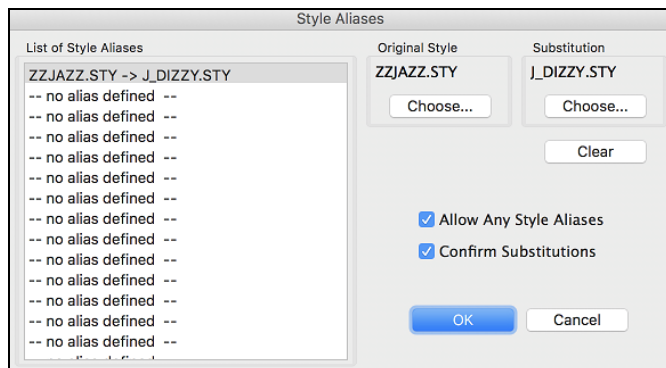 Style Aliases
List of Style Aliases
ZZJAZZ.STY -> J_DIZZY.STY
-- no alias defined --
-- no alias defined --
-- no alias defined --
-- no alias defined --
-- no alias defined --
-- no alias defined --
-- no alias defined --
-- no alias defined --
-- no alias defined --
-- no alias defined --
-- no alias defined --
-- no alias defined --
-- no alias defined --
Original Style
ZZJAZZ.STY
Choose...
Substitution
J_DIZZY.STY
Choose...
Clear
Allow Any Style Aliases
Confirm Substitutions
OK
Cancel